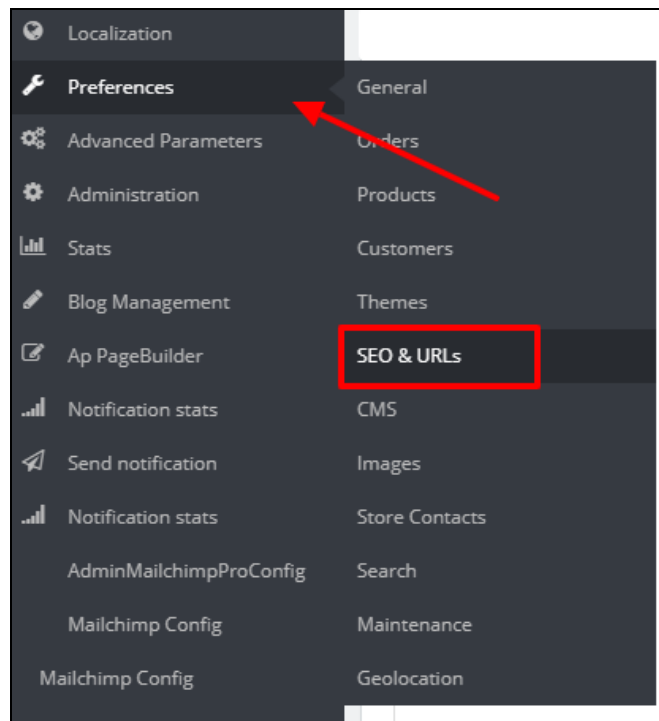 Localization
Preferences
Advanced Parameters
Administration
Stats
Blog Management
Ap PageBuilder
Notification stats
Send notification
Notification stats
AdminMailchimpProConfig
Mailchimp Config
Mailchimp Config
General
Orders
Products
Customers
Themes
SEO & URLs
CMS
Images
Store Contacts
Search
Maintenance
Geolocation